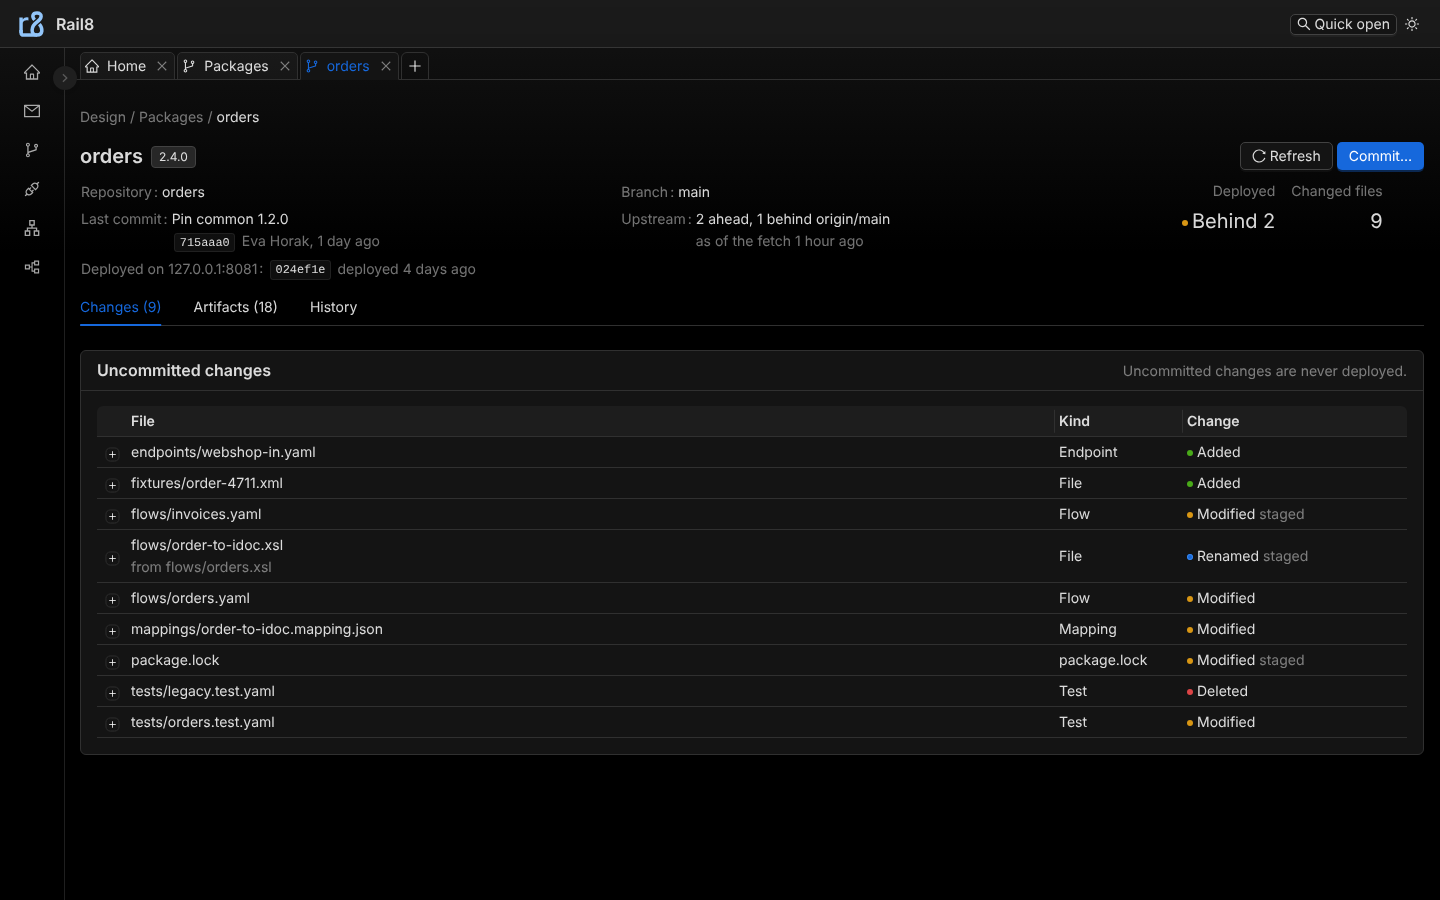 r8 Rail8
Quick open
Home
Packages
orders
Design / Packages / orders
orders 2.4.0
Refresh
Commit...
Repository: orders
Branch: main
Deployed
Changed files
Last commit: Pin common 1.2.0
Upstream: 2 ahead, 1 behind origin/main
Behind 2
9
715aaa0 Eva Horak, 1 day ago
as of the fetch 1 hour ago
Deployed on 127.0.0.1:8081: 024ef1e deployed 4 days ago
Changes (9)
Artifacts (18)
History
Uncommitted changes
Uncommitted changes are never deployed.
File Kind Change
endpoints/webshop-in.yaml Endpoint Added
fixtures/order-4711.xml File Added
flows/invoices.yaml Flow Modified staged
flows/order-to-idoc.xsl
from flows/orders.xsl
File Renamed staged
flows/orders.yaml Flow Modified
mappings/order-to-idoc.mapping.json Mapping Modified
package.lock package.lock Modified staged
tests/legacy.test.yaml Test Deleted
tests/orders.test.yaml Test Modified